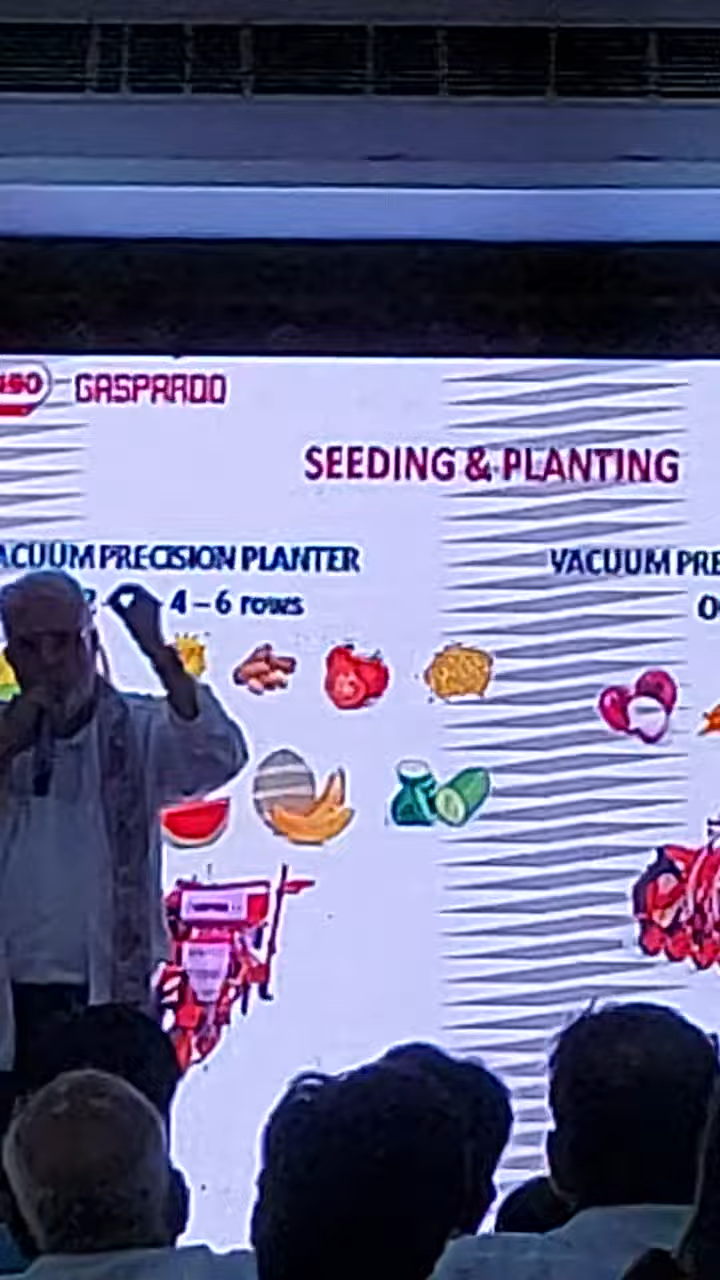 GASPARDO
SEEDING & PLANTING
VACUUM PRECISION PLANTER
4 – 6 rows
VACUUM PRE